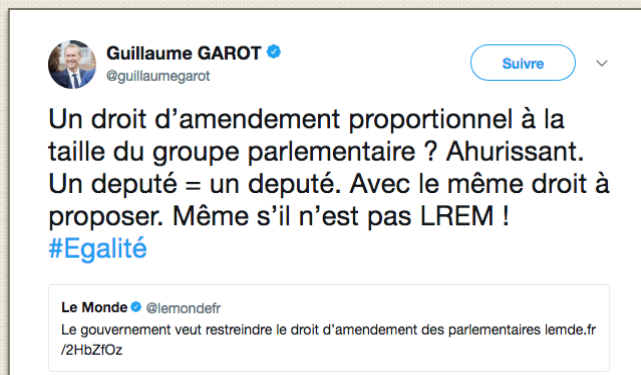 Guillaume GAROT
@guillaumegarot
Suivre
Un droit d’amendement proportionnel à la
taille du groupe parlementaire ? Ahurissant.
Un deputé = un deputé. Avec le même droit à
proposer. Même s’il n’est pas LREM !
#Egalité
Le Monde @lemondefr
Le gouvernement veut restreindre le droit d’amendement des parlementaires lemde.fr
/2HbZfOz